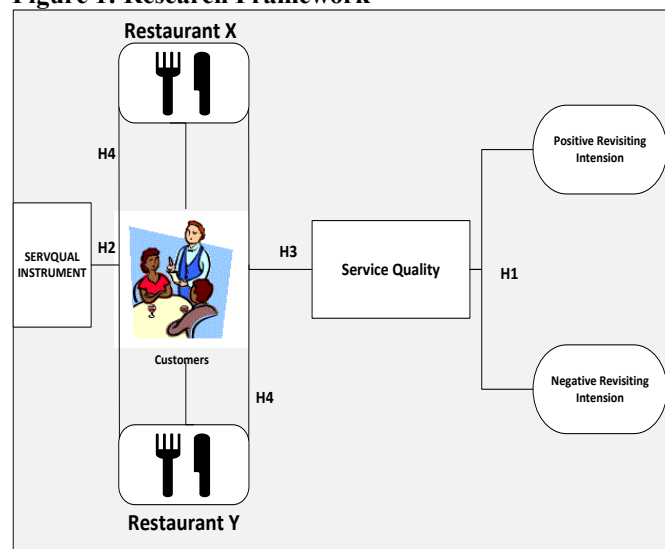 Figure 1: Research Framework
Restaurant X
H4
SERVQUAL
INSTRUMENT
H2
Customers
H3
Service Quality
H1
Positive Revisiting
Intension
Negative Revisiting
Intension
H4
Restaurant Y